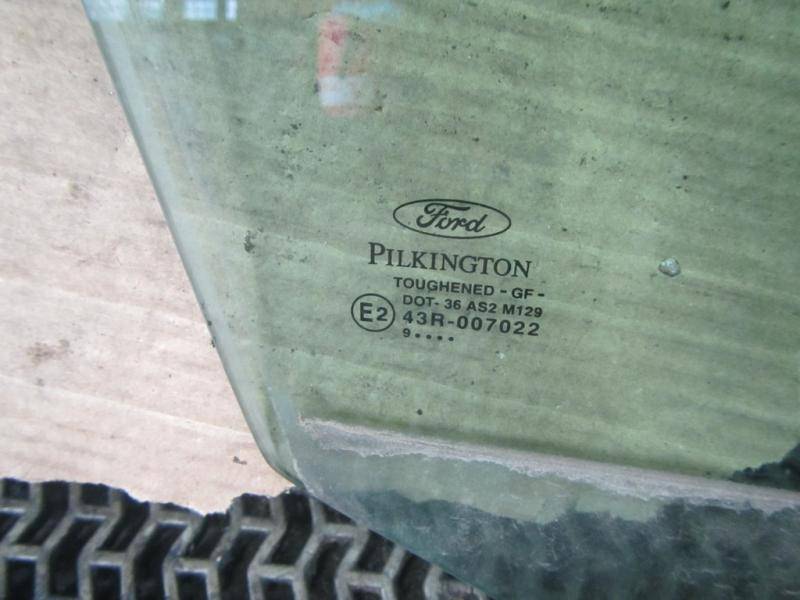 Ford
PILKINGTON
TOUGHENED - GF -
DOT- 36 AS2 M129
E2 43R-007022
9 ••••